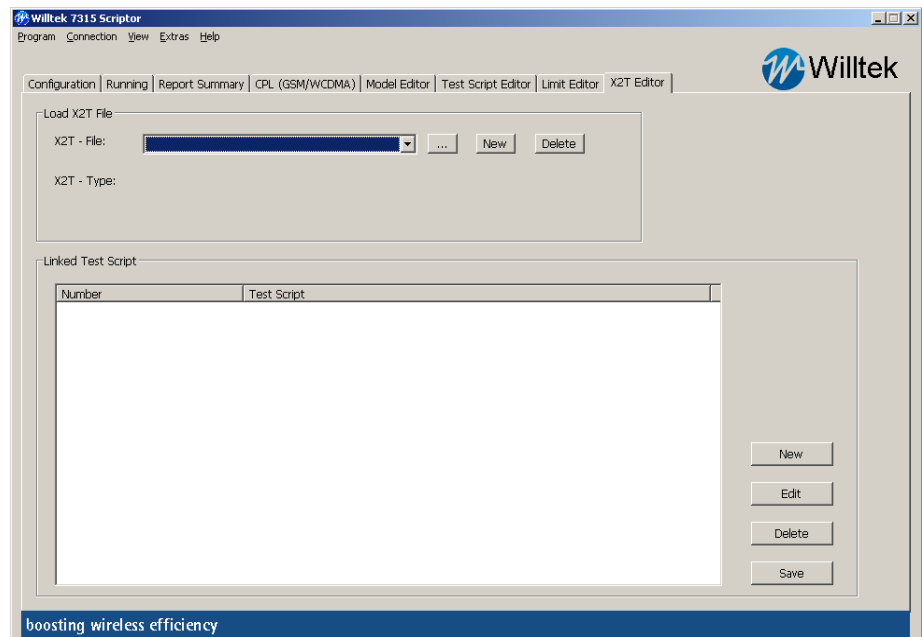 Willtek 7315 Scriptor
Program Connection View Extras Help
Willtek
Configuration Running Report Summary CPL (GSM/WCDMA) Model Editor Test Script Editor Limit Editor X2T Editor
Load X2T File
X2T - File: ... New Delete
X2T - Type:
Linked Test Script
Number Test Script
New
Edit
Delete
Save
boosting wireless efficiency